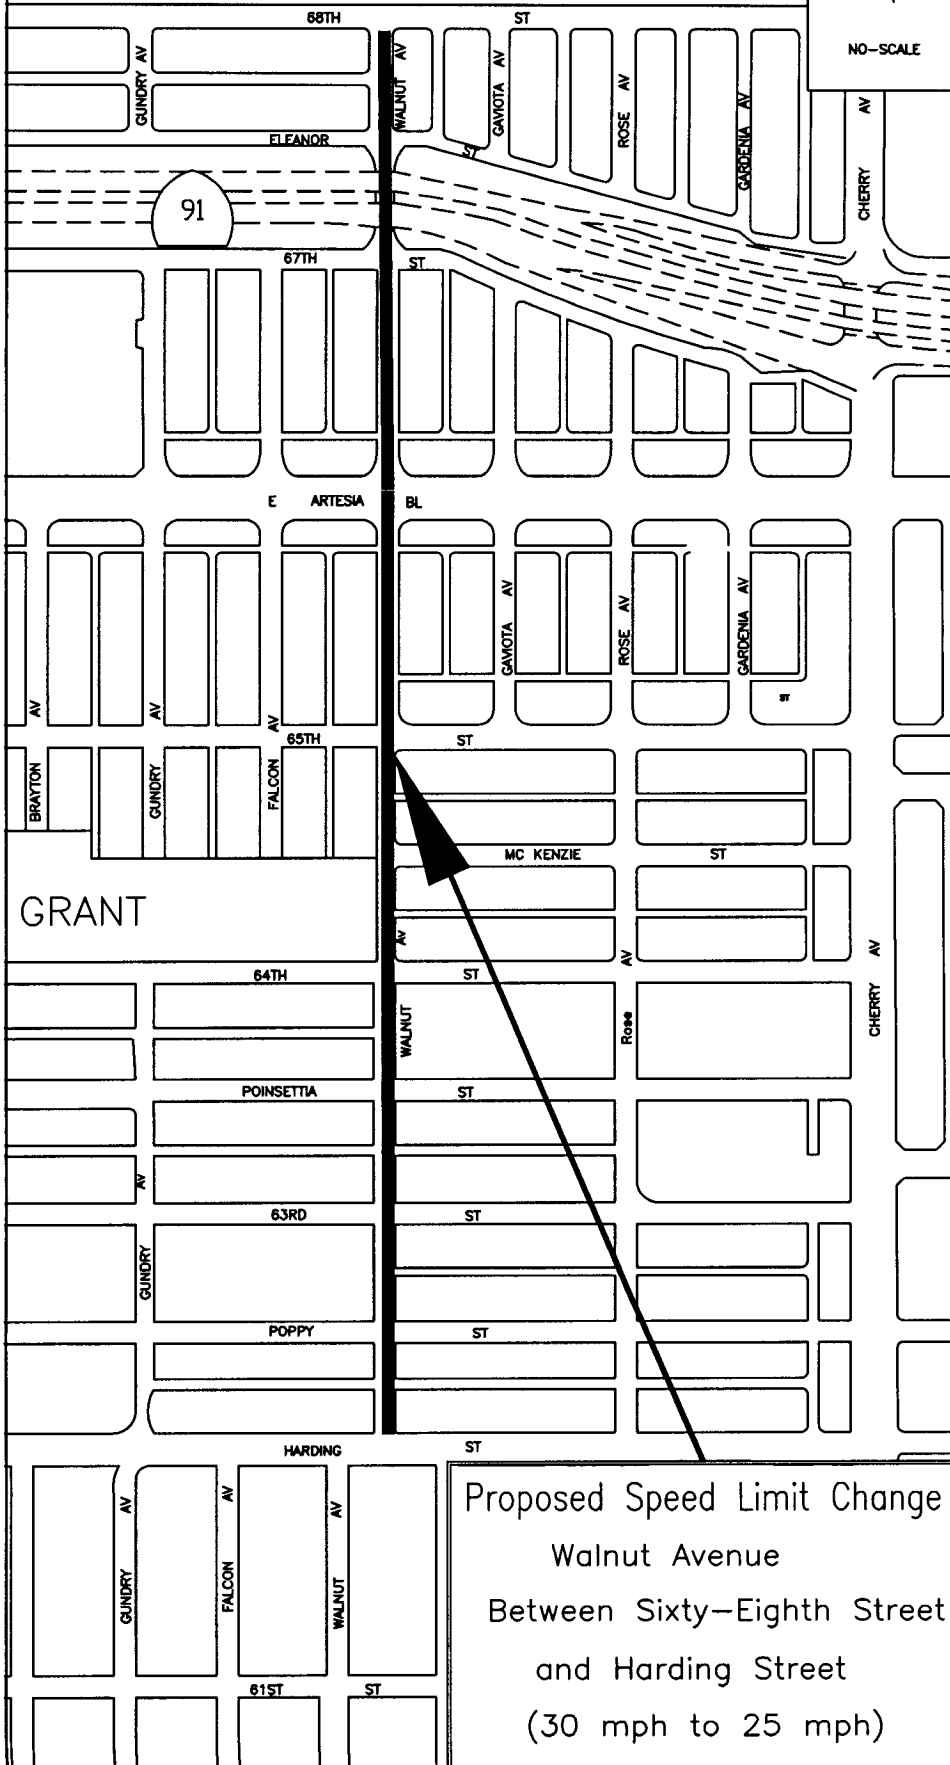 68TH ST
NO-SCALE
GUNDRY AV
WALNUT AV
GAVIOTA AV
ROSE AV
GARDENIA AV
CHERRY AV
ELEANOR ST
91
67TH ST
E ARTESIA BL
GAVIOTA AV
ROSE AV
GARDENIA AV
ST
BRAYTON AV
GUNDRY AV
FALCON AV
65TH ST
MC KENZIE ST
GRANT
WALNUT AV
Rose AV
CHERRY AV
64TH ST
POINSETTIA ST
GUNDRY AV
63RD ST
POPPY ST
HARDING ST
GUNDRY AV
FALCON AV
WALNUT AV
61ST ST
Proposed Speed Limit Change
Walnut Avenue
Between Sixty-Eighth Street
and Harding Street
(30 mph to 25 mph)